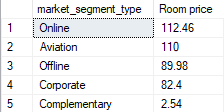 market_segment_type Room price
1 Online 112.46
2 Aviation 110
3 Offline 89.98
4 Corporate 82.4
5 Complementary 2.54